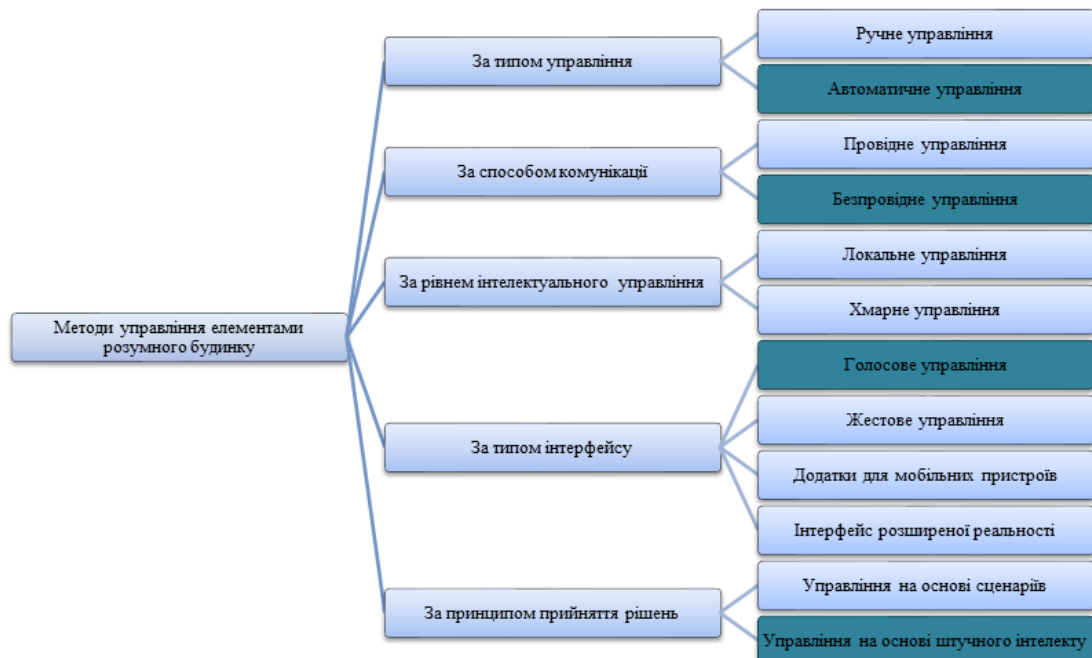 Методи управління елементами
розумного будинку
За типом управління
Ручне управління
Автоматичне управління
За способом комунікації
Провідне управління
Безпровідне управління
За рівнем інтелектуального управління
Локальне управління
Хмарне управління
За типом інтерфейсу
Голосове управління
Жестове управління
Додатки для мобільних пристроїв
Інтерфейс розширеної реальності
За принципом прийняття рішень
Управління на основі сценаріїв
Управління на основі штучного інтелекту